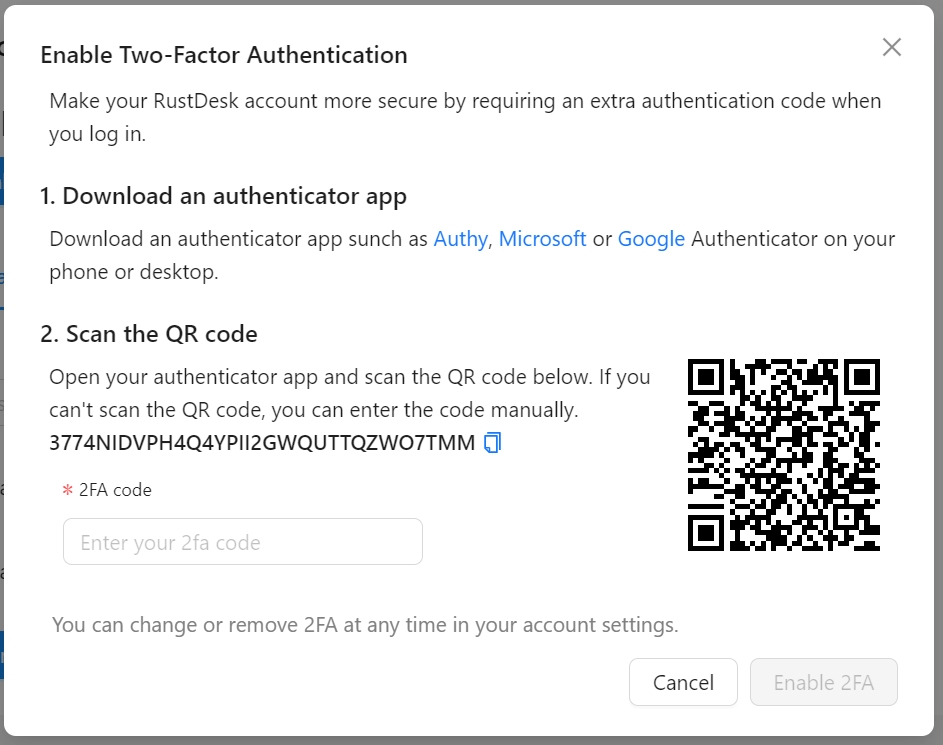 Enable Two-Factor Authentication
Make your RustDesk account more secure by requiring an extra authentication code when
you log in.
1. Download an authenticator app
Download an authenticator app sunch as Authy, Microsoft or Google Authenticator on your
phone or desktop.
2. Scan the QR code
Open your authenticator app and scan the QR code below. If you
can't scan the QR code, you can enter the code manually.
3774NIDVPH4Q4YPII2GWQUTTQZWO7TMM
* 2FA code
Enter your 2fa code
You can change or remove 2FA at any time in your account settings.
Cancel
Enable 2FA